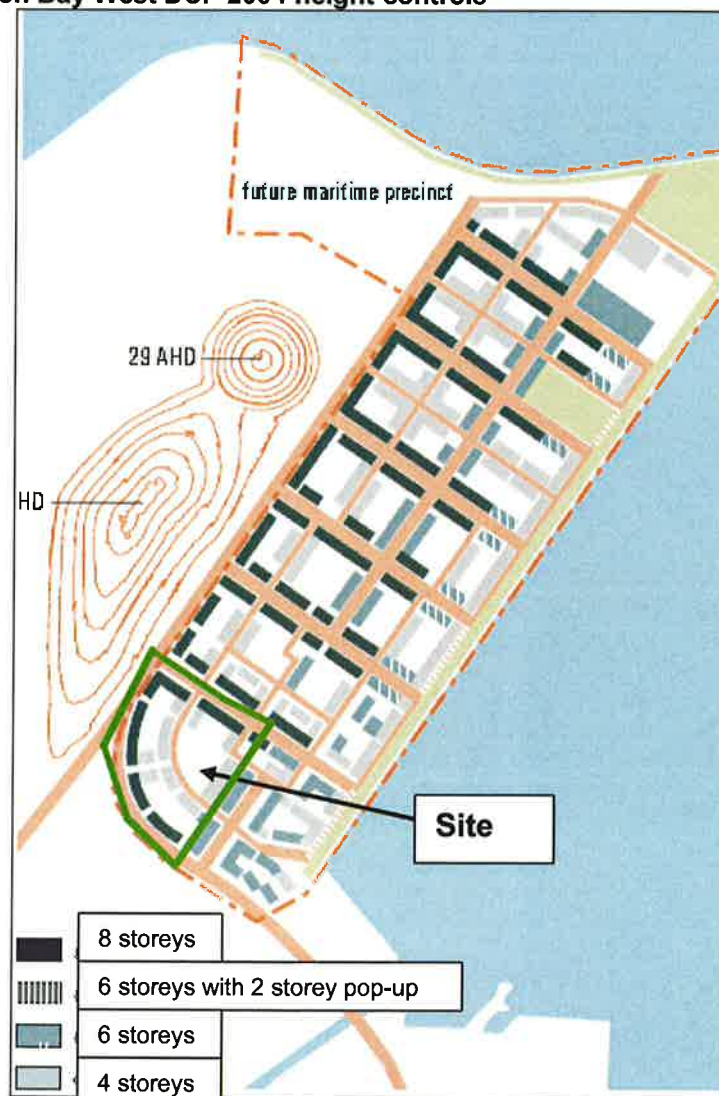 Bay West DCP 2004 height controls
future maritime precinct
29 AHD
HD
Site
8 storeys
6 storeys with 2 storey pop-up
6 storeys
4 storeys